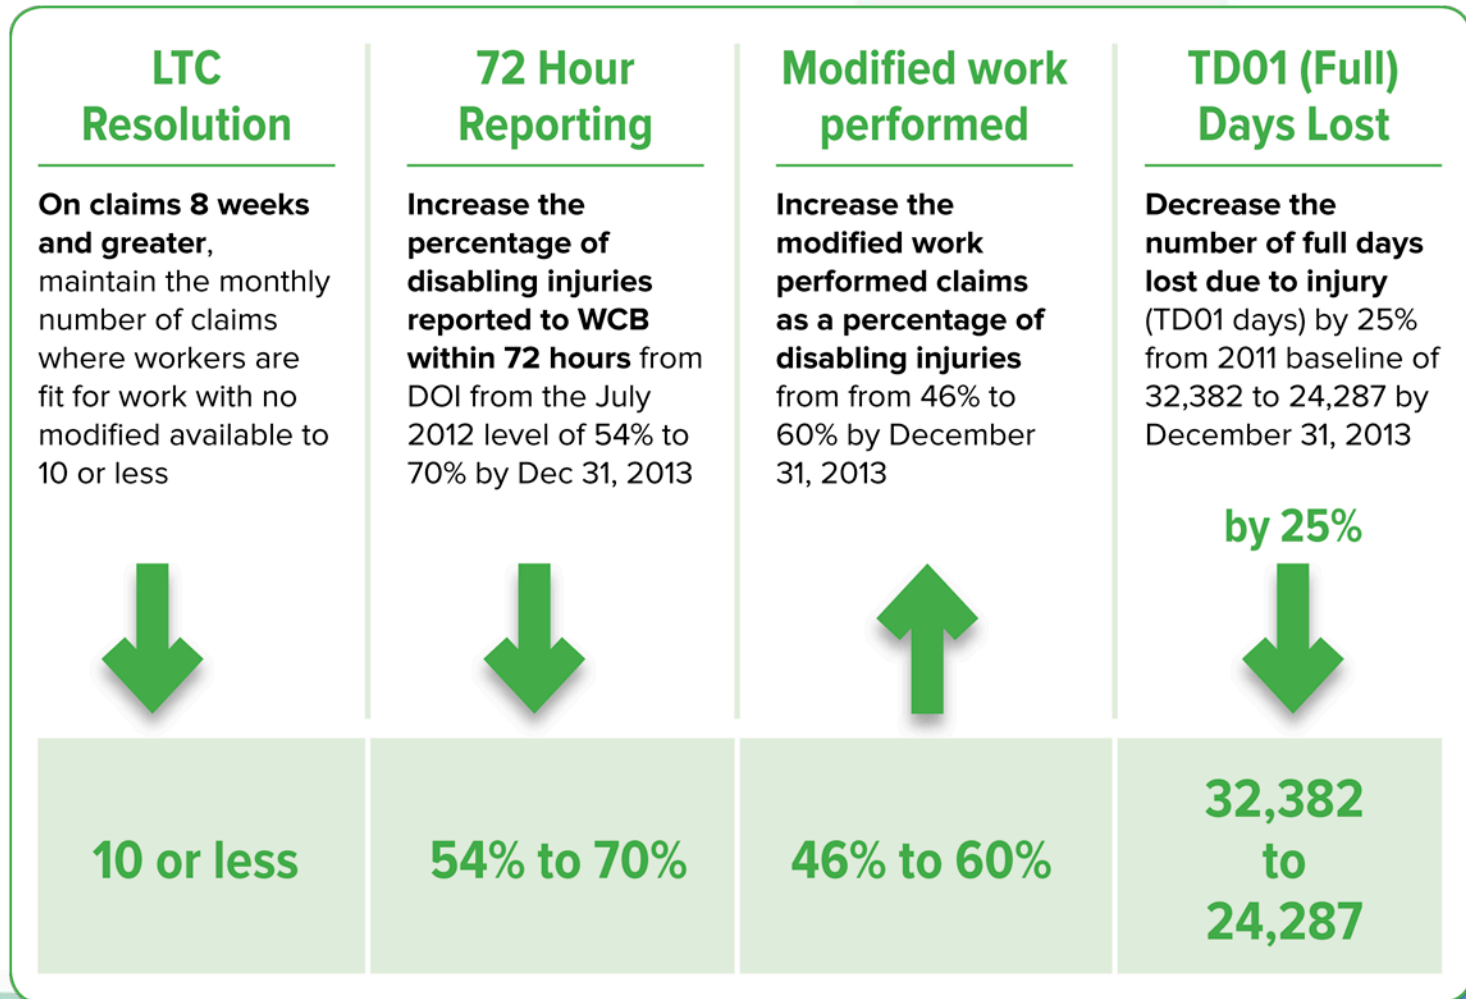 LTC
Resolution
On claims 8 weeks
and greater,
maintain the monthly
number of claims
where workers are
fit for work with no
modified available to
10 or less
10 or less
72 Hour
Reporting
Increase the
percentage of
disabling injuries
reported to WCB
within 72 hours from
DOI from the July
2012 level of 54% to
70% by Dec 31, 2013
54% to 70%
Modified work
performed
Increase the
modified work
performed claims
as a percentage of
disabling injuries
from from 46% to
60% by December
31, 2013
46% to 60%
TD01 (Full)
Days Lost
Decrease the
number of full days
lost due to injury
(TD01 days) by 25%
from 2011 baseline of
32,382 to 24,287 by
December 31, 2013
by 25%
32,382
to
24,287